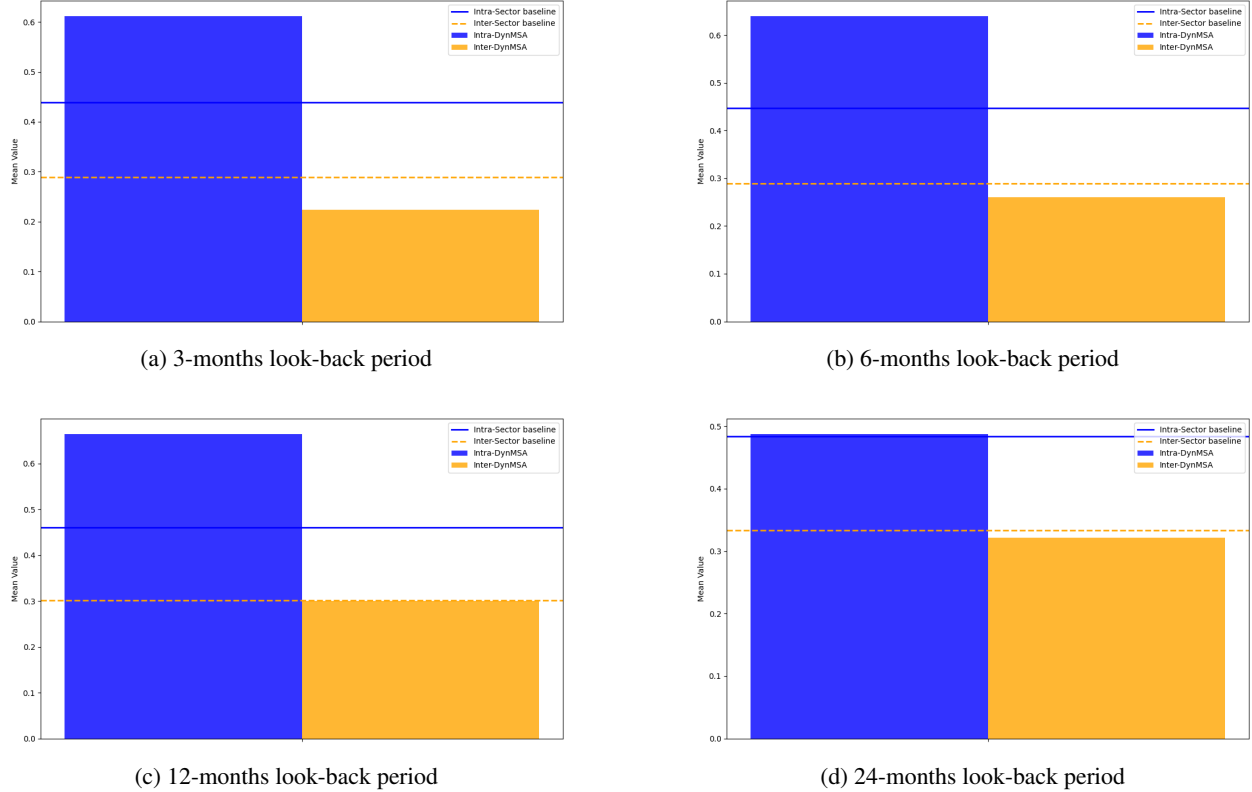 0.6
0.5
0.4
0.3
0.2
0.1
0.0
Mean Value
Intra-Sector baseline
Inter-Sector baseline
Intra-DynMSA
Inter-DynMSA
(a) 3-months look-back period
0.6
0.5
0.4
0.3
0.2
0.1
0.0
Mean Value
Intra-Sector baseline
Inter-Sector baseline
Intra-DynMSA
Inter-DynMSA
(b) 6-months look-back period
0.6
0.5
0.4
0.3
0.2
0.1
0.0
Mean Value
Intra-Sector baseline
Inter-Sector baseline
Intra-DynMSA
Inter-DynMSA
(c) 12-months look-back period
0.5
0.4
0.3
0.2
0.1
0.0
Mean Value
Intra-Sector baseline
Inter-Sector baseline
Intra-DynMSA
Inter-DynMSA
(d) 24-months look-back period